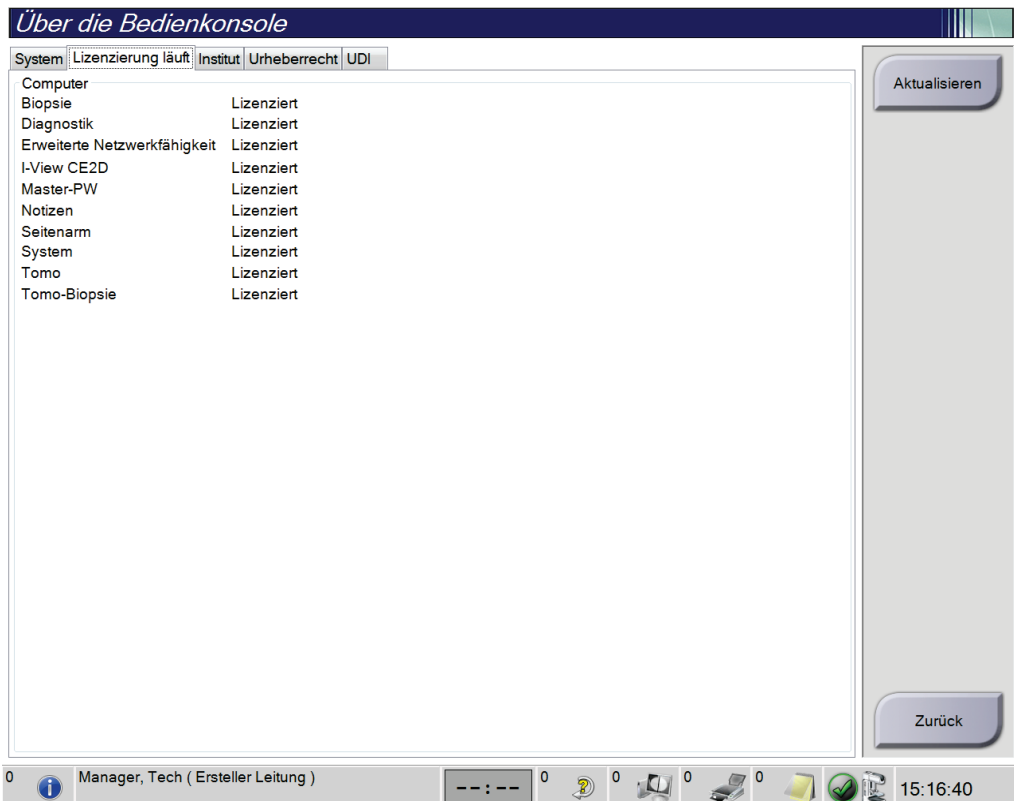 Über die Bedienkonsole
System Lizenzierung läuft Institut Urheberrecht UDI
Aktualisieren
Computer
Biopsie Lizenziert
Diagnostik Lizenziert
Erweiterte Netzwerkfähigkeit Lizenziert
I-View CE2D Lizenziert
Master-PW Lizenziert
Notizen Lizenziert
Seitenarm Lizenziert
System Lizenziert
Tomo Lizenziert
Tomo-Biopsie Lizenziert
Zurück
0 Manager, Tech ( Ersteller Leitung ) --:-- 0 0 0 0 15:16:40